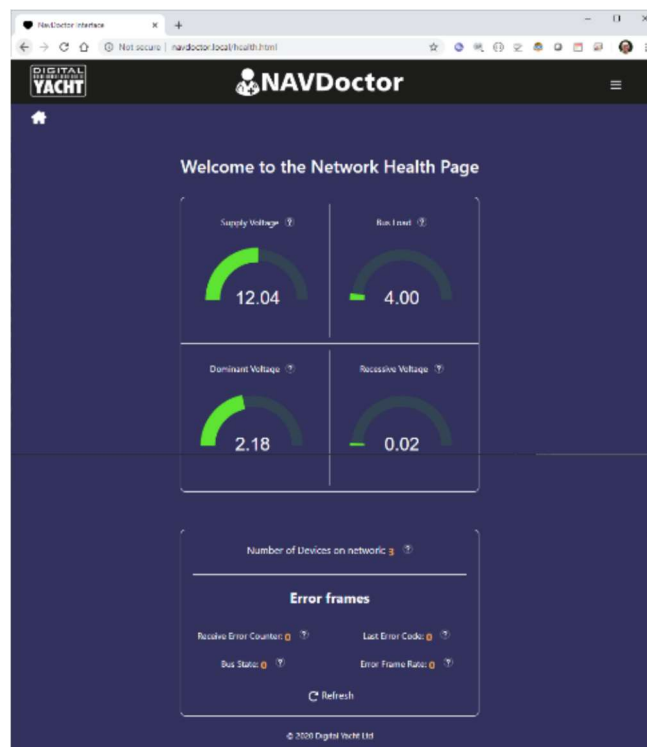 NavDoctor Interface
Not secure | navdoctor.local/health.html
DIGITAL
YACHT
NAVDoctor
Welcome to the Network Health Page
Supply Voltage ?
Bus Load ?
12.04
4.00
Dominant Voltage ?
Recessive Voltage ?
2.18
0.02
Number of Devices on network: 3 ?
Error frames
Receive Error Counter: 0 ?
Last Error Code: 0 ?
Bus State: 0 ?
Error Frame Rate: 0 ?
Refresh
© 2020 Digital Yacht Ltd